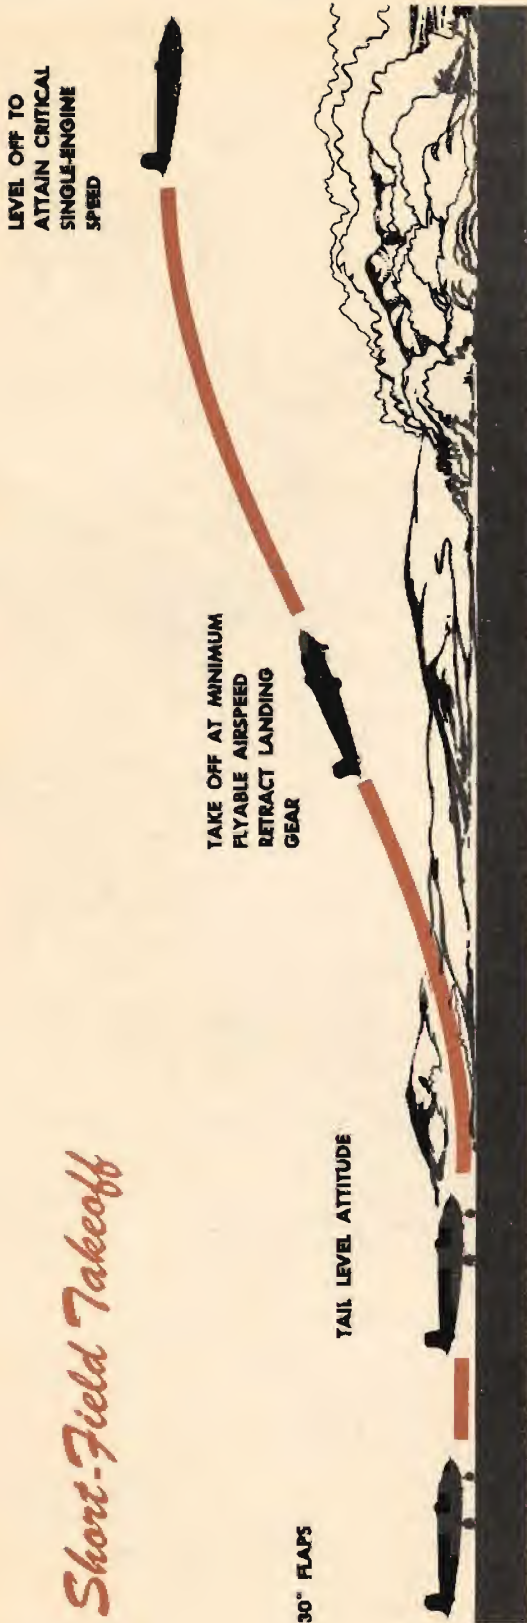 Short-Field Takeoff
30° FLAPS
TAIL LEVEL ATTITUDE
TAKE OFF AT MINIMUM
FLYABLE AIRSPEED
RETRACT LANDING
GEAR
LEVEL OFF TO
ATTAIN CRITICAL
SINGLE-ENGINE
SPEED